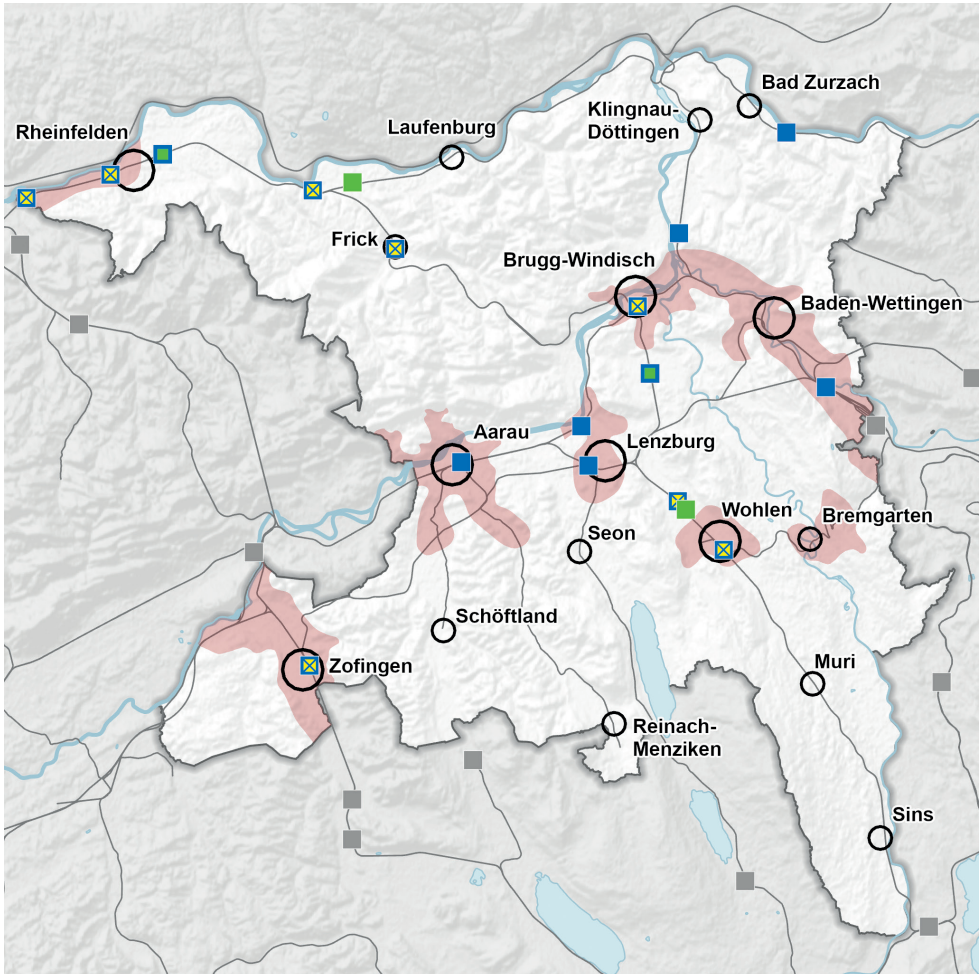 Bad Zurzach
Klingnau-
Döttingen
Rheinfelden
Laufenburg
Frick
Brugg-Windisch
Baden-Wettingen
Aarau
Lenzburg
Wohlen
Bremgarten
Seon
Schöftland
Zofingen
Muri
Reinach-
Menziken
Sins